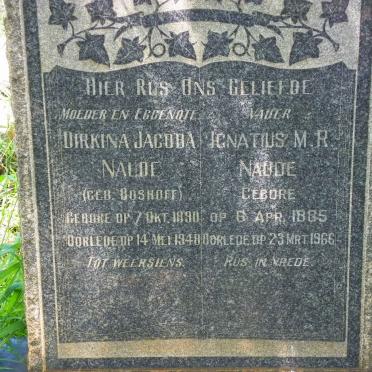 HIER RUS ONS GELIEFDE
MOEDER EN EGGENOTE
DIRKINA JACOBA
NAUDE
(GEB. BOSHOFF)
GEBORE OP 7 OKT. 1890
OORLEDE OP 14 MEI 1948
TOT WEERSIENS.
VADER
IGNATIUS M. R.
NAUDE
GEBORE
OP 6 APR. 1885
OORLEDE OP 23 MRT. 1966
RUS IN VREDE.